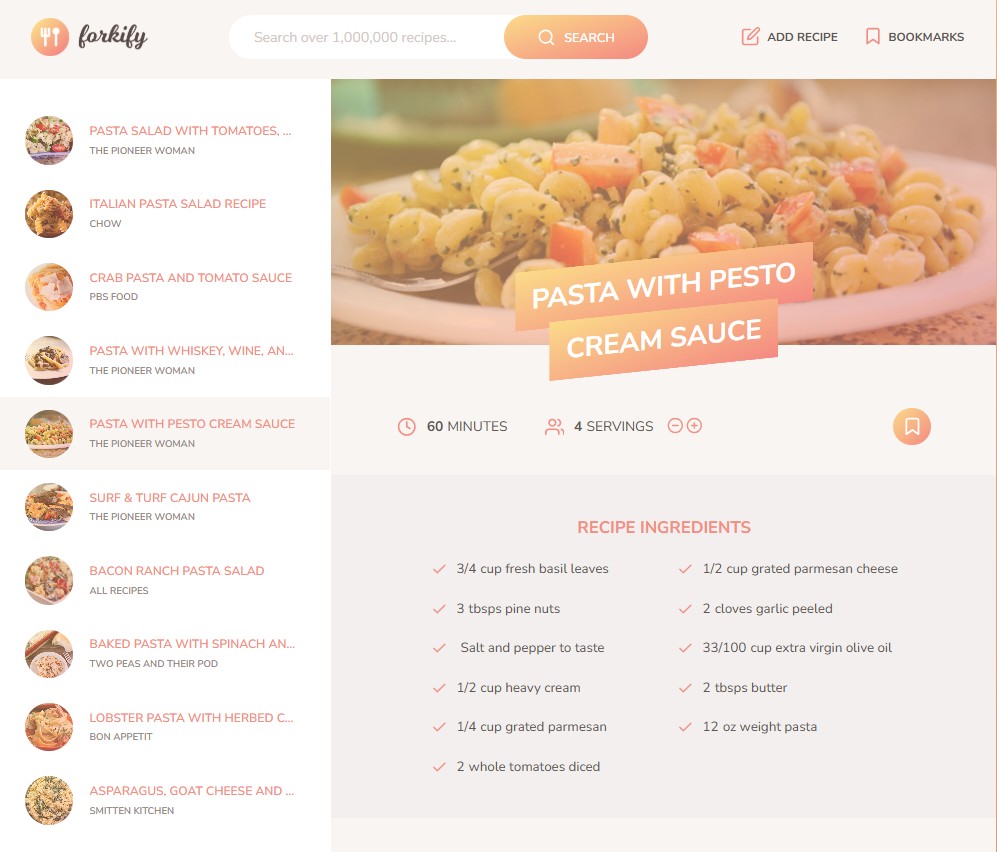 forkify
Search over 1,000,000 recipes...
SEARCH
ADD RECIPE
BOOKMARKS
PASTA SALAD WITH TOMATOES, ...
THE PIONEER WOMAN
ITALIAN PASTA SALAD RECIPE
CHOW
CRAB PASTA AND TOMATO SAUCE
PBS FOOD
PASTA WITH WHISKEY, WINE, AN...
THE PIONEER WOMAN
PASTA WITH PESTO CREAM SAUCE
THE PIONEER WOMAN
SURF & TURF CAJUN PASTA
THE PIONEER WOMAN
BACON RANCH PASTA SALAD
ALL RECIPES
BAKED PASTA WITH SPINACH AN...
TWO PEAS AND THEIR POD
LOBSTER PASTA WITH HERBED C...
BON APPETIT
ASPARAGUS, GOAT CHEESE AND ...
SMITTEN KITCHEN
PASTA WITH PESTO
CREAM SAUCE
60 MINUTES
4 SERVINGS
RECIPE INGREDIENTS
3/4 cup fresh basil leaves
1/2 cup grated parmesan cheese
3 tbsps pine nuts
2 cloves garlic peeled
Salt and pepper to taste
33/100 cup extra virgin olive oil
1/2 cup heavy cream
2 tbsps butter
1/4 cup grated parmesan
12 oz weight pasta
2 whole tomatoes diced